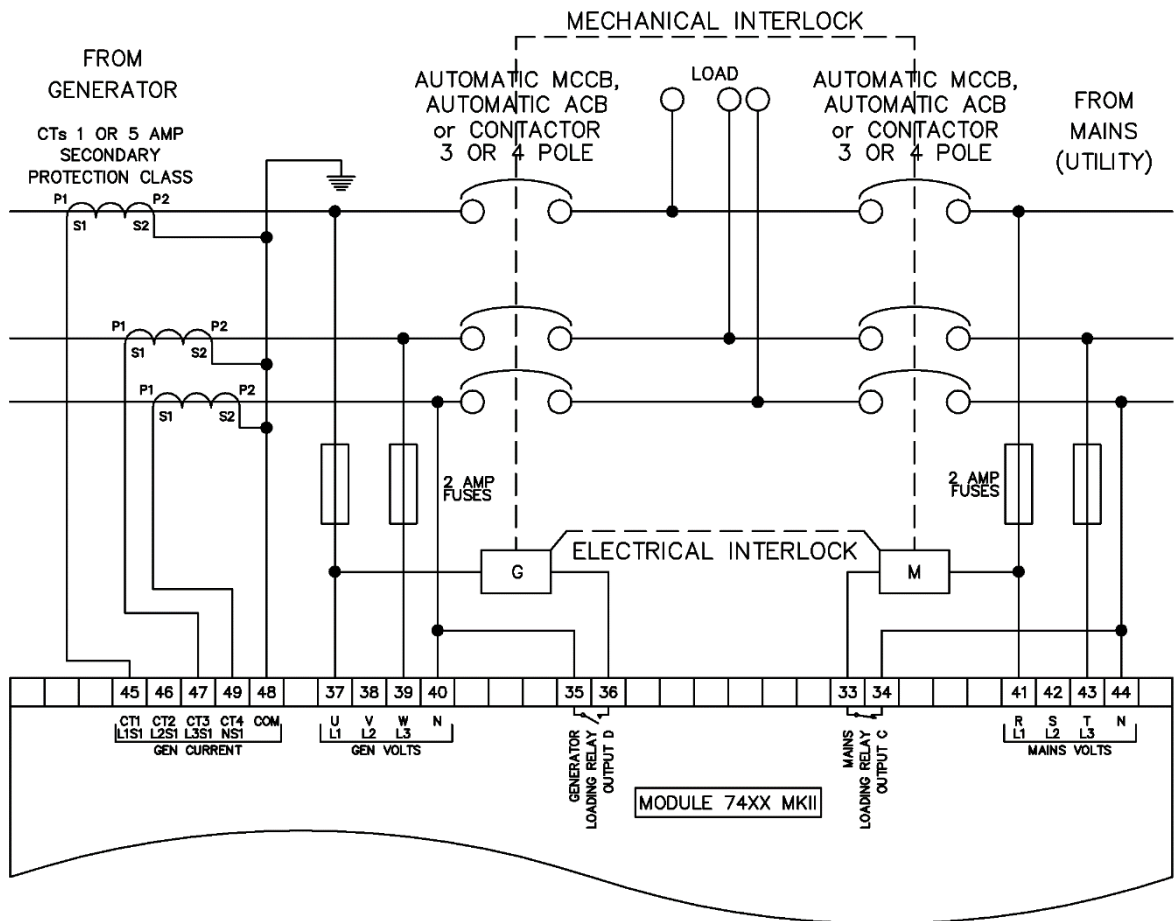 MECHANICAL INTERLOCK
FROM
GENERATOR
CTs 1 OR 5 AMP
SECONDARY
PROTECTION CLASS
AUTOMATIC MCCB,
AUTOMATIC ACB
or CONTACTOR
3 OR 4 POLE
LOAD
AUTOMATIC MCCB,
AUTOMATIC ACB
or CONTACTOR
3 OR 4 POLE
FROM
MAINS
(UTILITY)
P1 P2
S1 S2
P1 P2
S1 S2
P1 P2
S1 S2
2 AMP
FUSES
2 AMP
FUSES
ELECTRICAL INTERLOCK
G
M
45 46 47 49 48 37 38 39 40 35 36 33 34 41 42 43 44
CT1 CT2 CT3 CT4 COM
L1S1 L2S1 L3S1 NS1
GEN CURRENT
U V W N
L1 L2 L3
GEN VOLTS
GENERATOR
LOADING RELAY
OUTPUT D
MAINS
LOADING RELAY
OUTPUT C
R S T N
L1 L2 L3
MAINS VOLTS
MODULE 74XX MKII